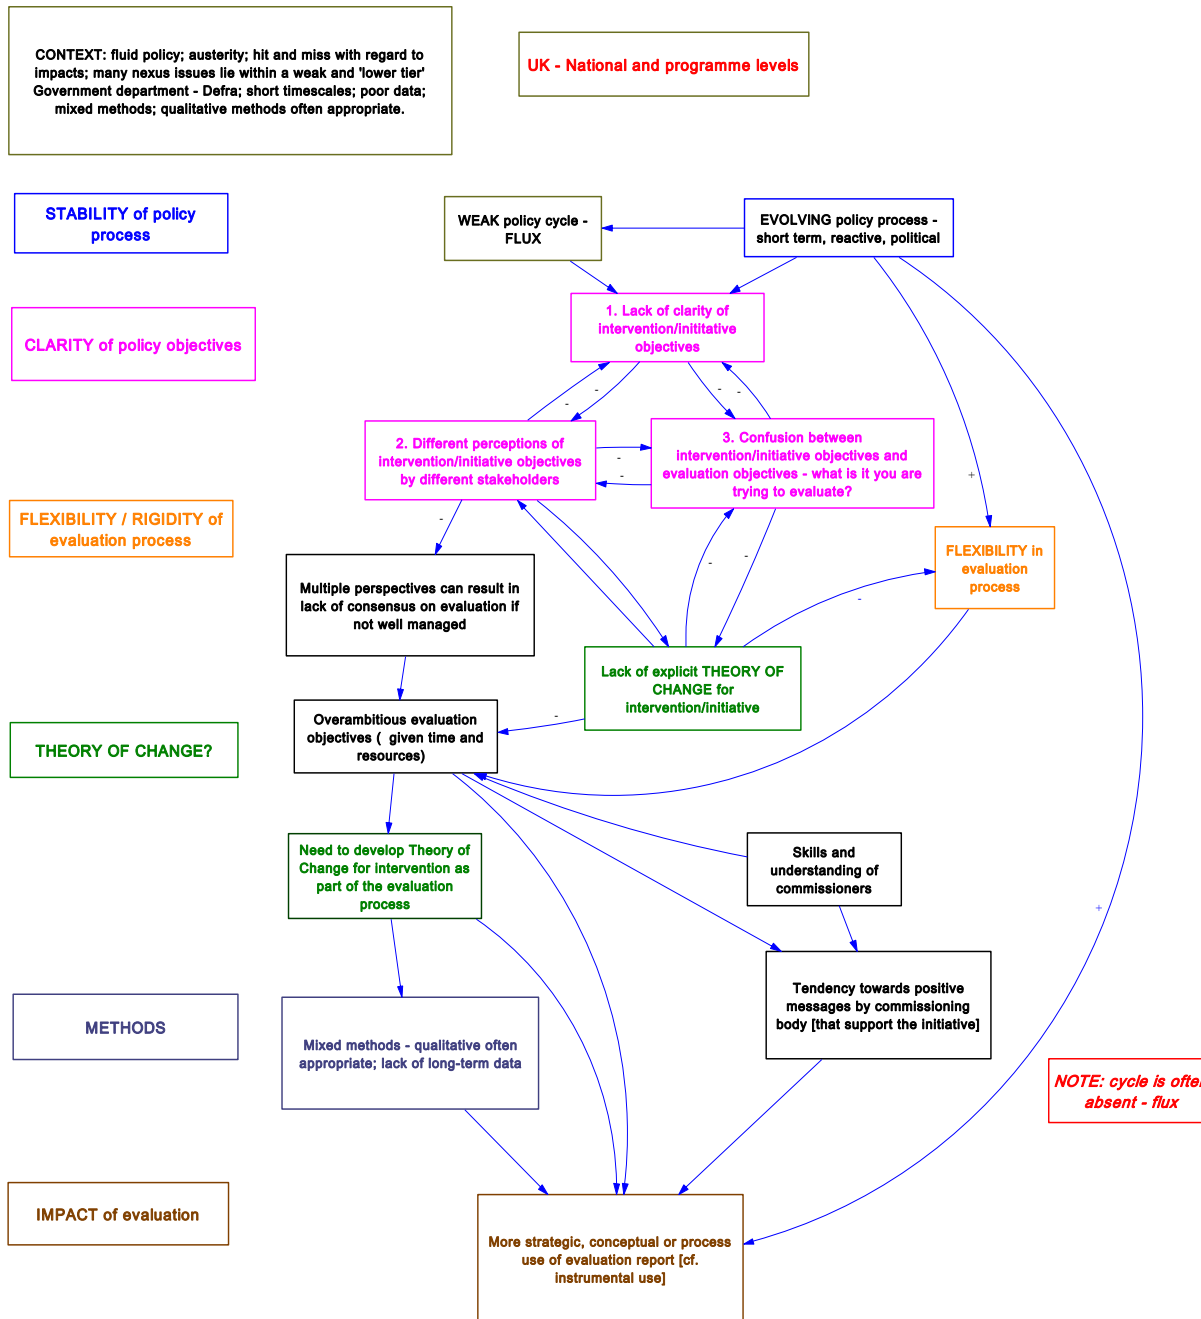 CONTEXT: fluid policy; austerity; hit and miss with regard to
impacts; many nexus issues lie within a weak and 'lower tier'
Government department - Defra; short timescales; poor data;
mixed methods; qualitative methods often appropriate.
UK - National and programme levels
STABILITY of policy
process
WEAK policy cycle -
FLUX
EVOLVING policy process -
short term, reactive, political
CLARITY of policy objectives
1. Lack of clarity of
intervention/inititative
objectives
-
-
-
-
2. Different perceptions of
intervention/initiative objectives
by different stakeholders
-
-
3. Confusion between
intervention/initiative objectives and
evaluation objectives - what is it you are
trying to evaluate?
+
FLEXIBILITY / RIGIDITY of
evaluation process
-
-
-
-
Multiple perspectives can result in
lack of consensus on evaluation if
not well managed
FLEXIBILITY in
evaluation
process
Lack of explicit THEORY OF
CHANGE for
intervention/initiative
-
THEORY OF CHANGE?
Overambitious evaluation
objectives (  given time and
resources)
Need to develop Theory of
Change for intervention as
part of the evaluation
process
Skills and
understanding of
commissioners
+
METHODS
Mixed methods - qualitative often
appropriate; lack of long-term data
Tendency towards positive
messages by commissioning
body [that support the initiative]
NOTE: cycle is ofte
absent - flux
IMPACT of evaluation
More strategic, conceptual or process
use of evaluation report [cf.
instrumental use]